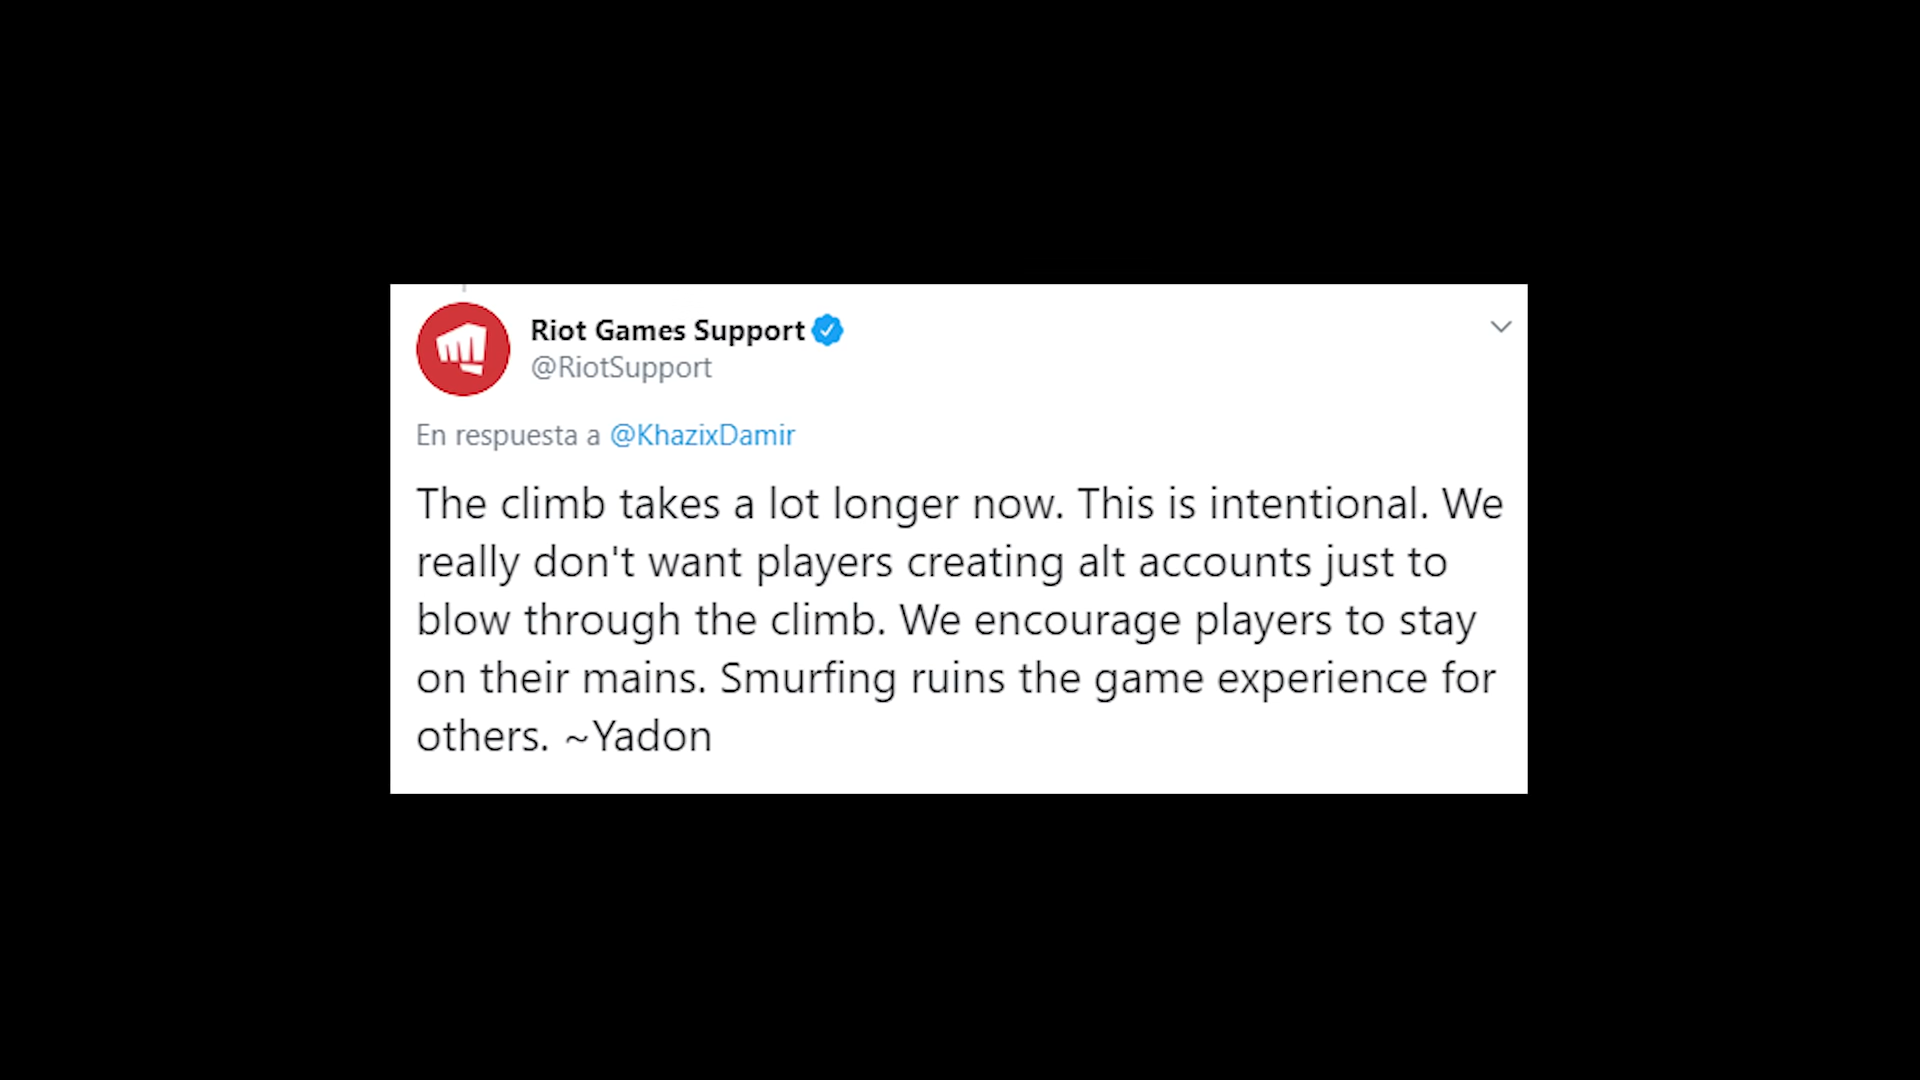 Riot Games Support
@RiotSupport
En respuesta a @KhazixDamir
The climb takes a lot longer now. This is intentional. We
really don't want players creating alt accounts just to
blow through the climb. We encourage players to stay
on their mains. Smurfing ruins the game experience for
others. ~Yadon